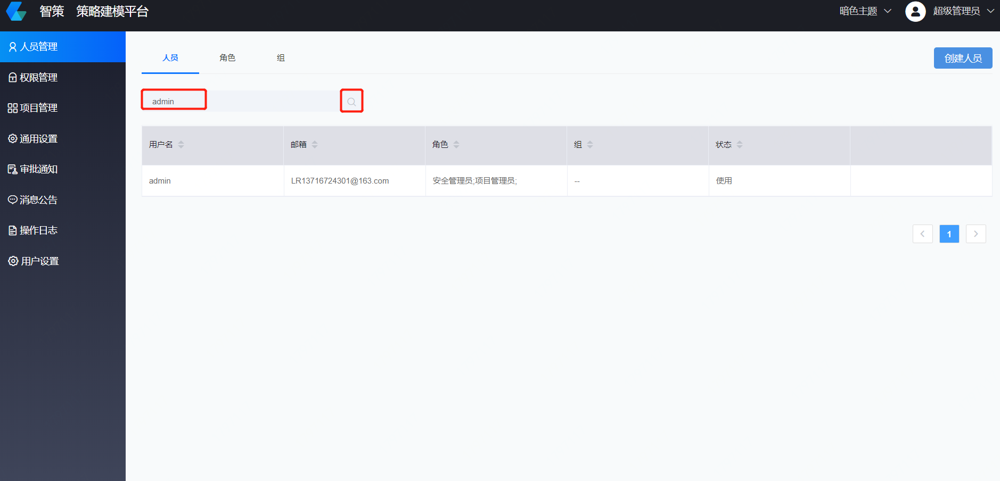 智策 策略建模平台
暗色主题
超级管理员
人员管理
权限管理
项目管理
通用设置
审批通知
消息公告
操作日志
用户设置
人员 角色 组
创建人员
admin
用户名 邮箱 角色 组 状态
admin LR13716724301@163.com 安全管理员;项目管理员; -- 使用
1